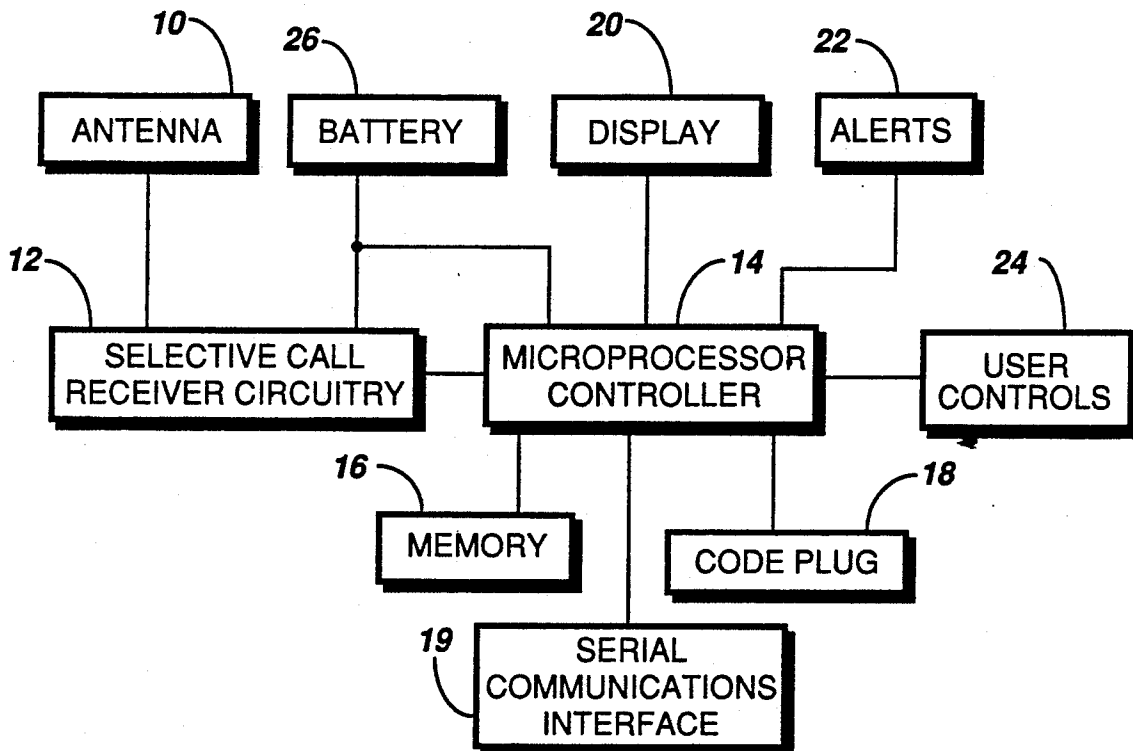 10
26
20
22
ANTENNA
BATTERY
DISPLAY
ALERTS
12
14
24
SELECTIVE CALL
RECEIVER CIRCUITRY
MICROPROCESSOR
CONTROLLER
USER
CONTROLS
16
18
MEMORY
CODE PLUG
19
SERIAL
COMMUNICATIONS
INTERFACE